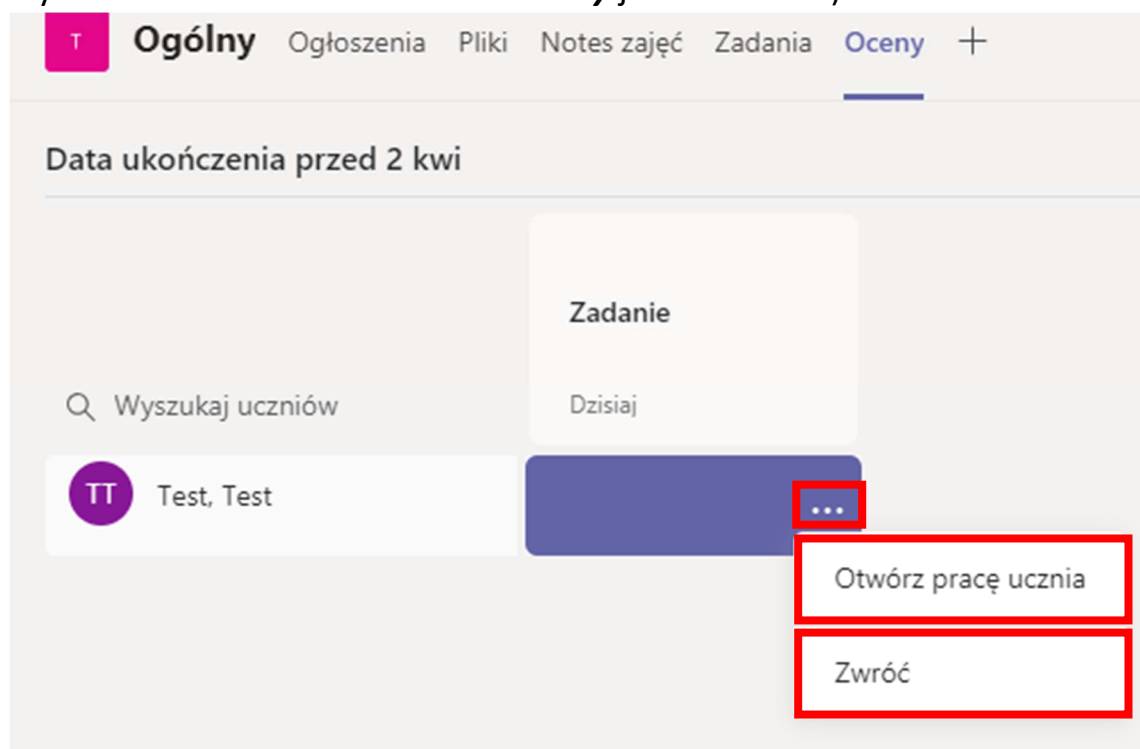 T Ogólny Ogłoszenia Pliki Notes zajęć Zadania Oceny +
Data ukończenia przed 2 kwi
Zadanie
Wyszukaj uczniów Dzisiaj
TT Test, Test ...
Otwórz pracę ucznia
Zwróć